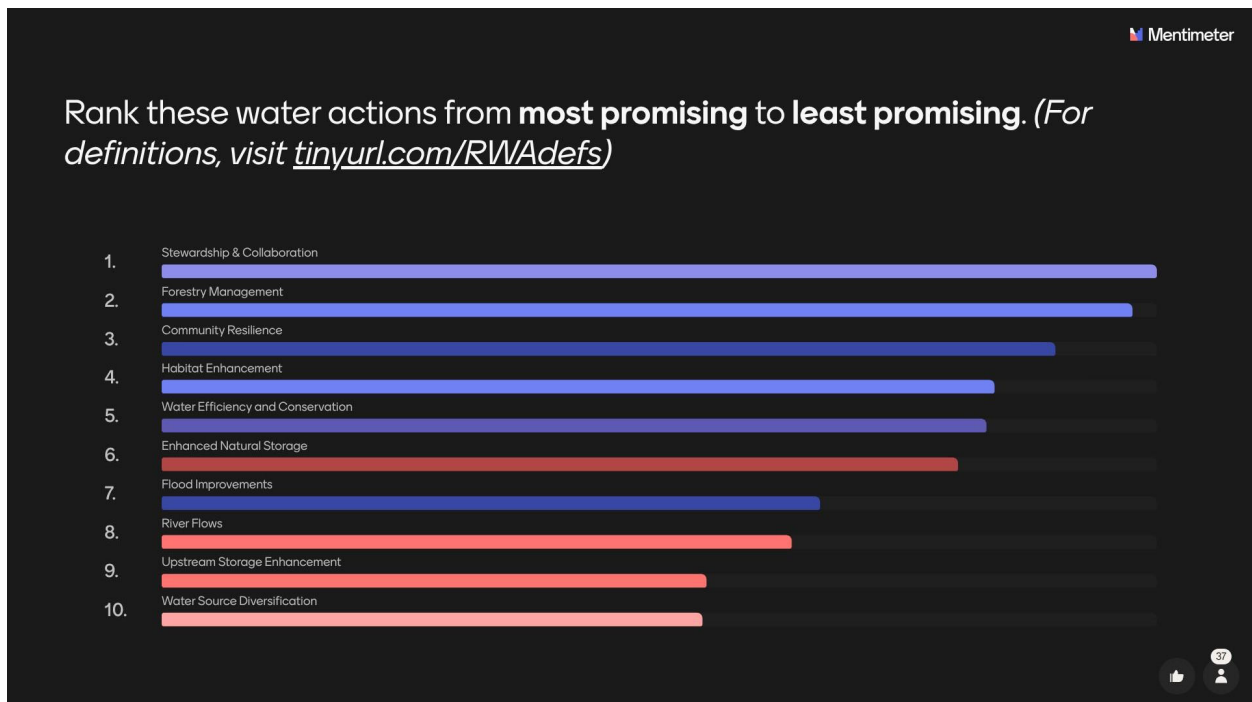 Mentimeter
Rank these water actions from most promising to least promising. (For
definitions, visit tinyurl.com/RWAdefs)
1. Stewardship & Collaboration
2. Forestry Management
3. Community Resilience
4. Habitat Enhancement
5. Water Efficiency and Conservation
6. Enhanced Natural Storage
7. Flood Improvements
8. River Flows
9. Upstream Storage Enhancement
10. Water Source Diversification
37